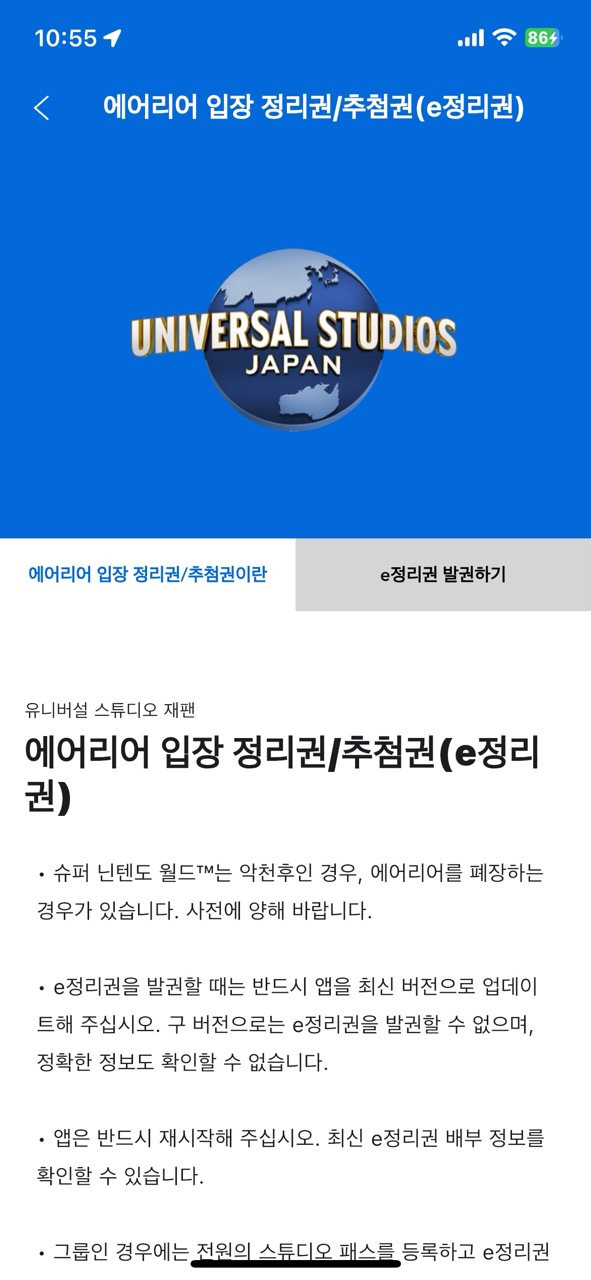 10:55
86
에어리어 입장 정리권/추첨권(e정리권)
UNIVERSAL STUDIOS
JAPAN
에어리어 입장 정리권/추첨권이란
e정리권 발권하기
유니버설 스튜디오 재팬
에어리어 입장 정리권/추첨권(e정리
권)
• 슈퍼 닌텐도 월드™는 악천후인 경우, 에어리어를 폐장하는
경우가 있습니다. 사전에 양해 바랍니다.
• e정리권을 발권할 때는 반드시 앱을 최신 버전으로 업데이
트해 주십시오. 구 버전으로는 e정리권을 발권할 수 없으며,
정확한 정보도 확인할 수 없습니다.
• 앱은 반드시 재시작해 주십시오. 최신 e정리권 배부 정보를
확인할 수 있습니다.
• 그룹인 경우에는 전원의 스튜디오 패스를 등록하고 e정리권